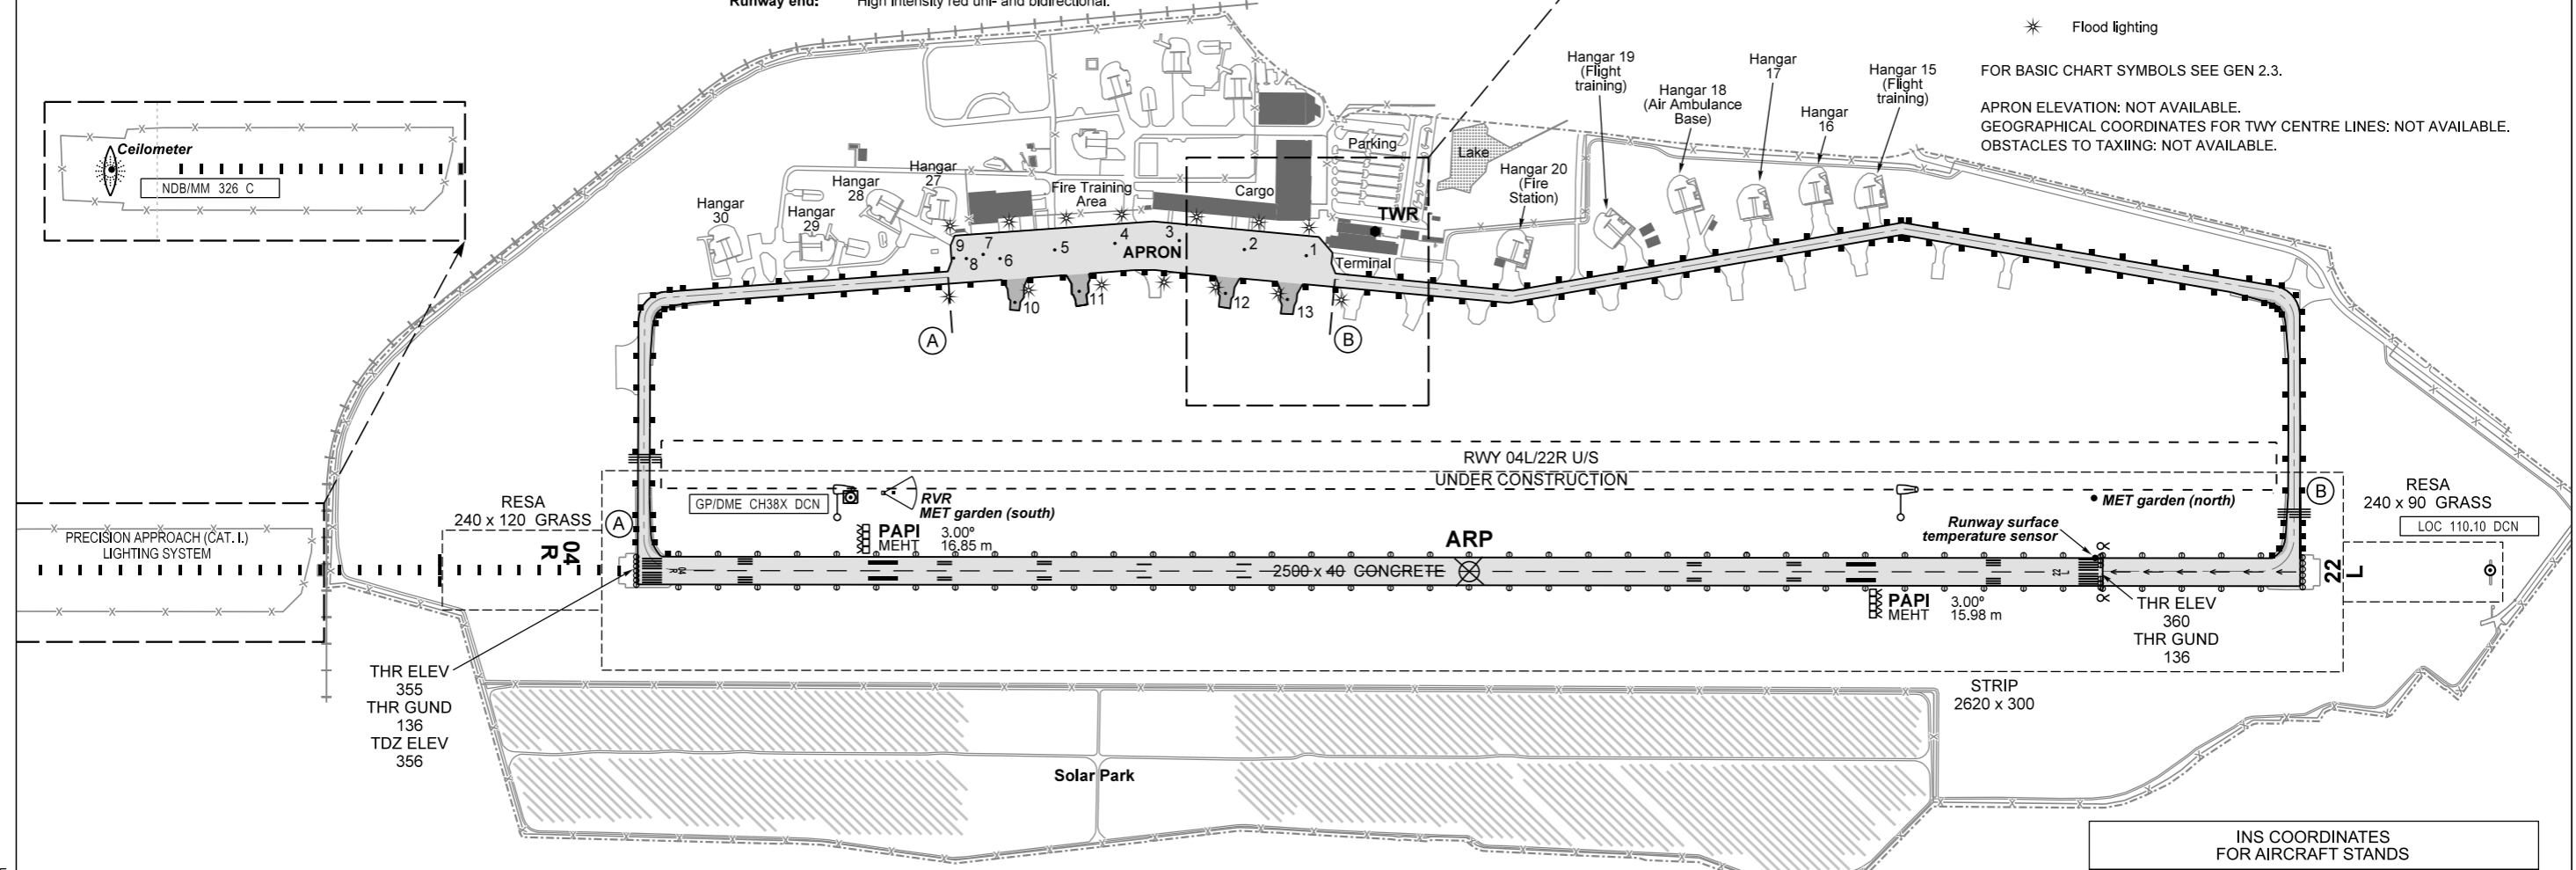 Runway end: High intensity red uni- and bidirectional.
Flood lighting
FOR BASIC CHART SYMBOLS SEE GEN 2.3.
APRON ELEVATION: NOT AVAILABLE.
GEOGRAPHICAL COORDINATES FOR TWY CENTRE LINES: NOT AVAILABLE.
OBSTACLES TO TAXIING: NOT AVAILABLE.
Ceilometer
NDB/MM 326 C
Hangar
30
Hangar
29
Hangar
28
Hangar
27
Fire Training
Area
Cargo
Parking
Lake
TWR
Terminal
Hangar 20
(Fire
Station)
Hangar 19
(Flight
training)
Hangar 18
(Air Ambulance
Base)
Hangar
17
Hangar
16
Hangar 15
(Flight
training)
9
8
7
6
5
4
3
2
1
APRON
10
11
12
13
A
B
RWY 04L/22R U/S
UNDER CONSTRUCTION
RESA
240 x 120 GRASS
A
GP/DME CH38X DCN
RVR
MET garden (south)
MET garden (north)
B
RESA
240 x 90 GRASS
LOC 110.10 DCN
PRECISION APPROACH (CAT. I.)
LIGHTING SYSTEM
04
R
PAPI 3.00º
MEHT 16.85 m
ARP
Runway surface
temperature sensor
04
R
2500 x 40 CONCRETE
22
L
22
L
PAPI 3.00º
MEHT 15.98 m
THR ELEV
360
THR GUND
136
THR ELEV
355
THR GUND
136
TDZ ELEV
356
STRIP
2620 x 300
Solar Park
INS COORDINATES
FOR AIRCRAFT STANDS